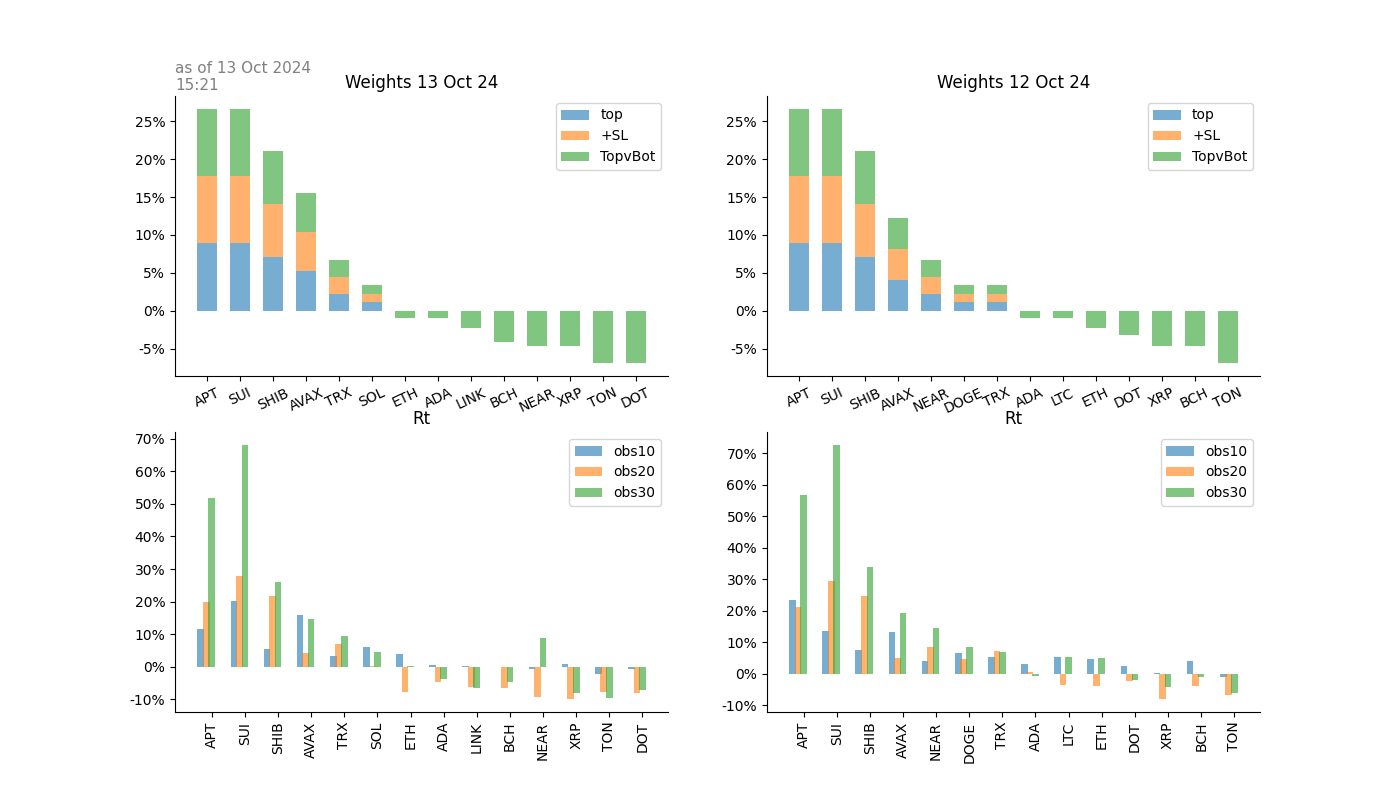 as of 13 Oct 2024
15:21
Weights 13 Oct 24
25%
20%
15%
10%
5%
0%
-5%
top
+SL
TopvBot
APT SUI SHIB AVAX TRX SOL ETH ADA LINK BCH NEAR XRP TON DOT
Weights 12 Oct 24
25%
20%
15%
10%
5%
0%
-5%
top
+SL
TopvBot
APT SUI SHIB AVAX NEAR DOGE TRX ADA LTC ETH DOT XRP BCH TON
Rt
70%
60%
50%
40%
30%
20%
10%
0%
-10%
obs10
obs20
obs30
APT SUI SHIB AVAX TRX SOL ETH ADA LINK BCH NEAR XRP TON DOT
Rt
70%
60%
50%
40%
30%
20%
10%
0%
-10%
obs10
obs20
obs30
APT SUI SHIB AVAX NEAR DOGE TRX ADA LTC ETH DOT XRP BCH TON